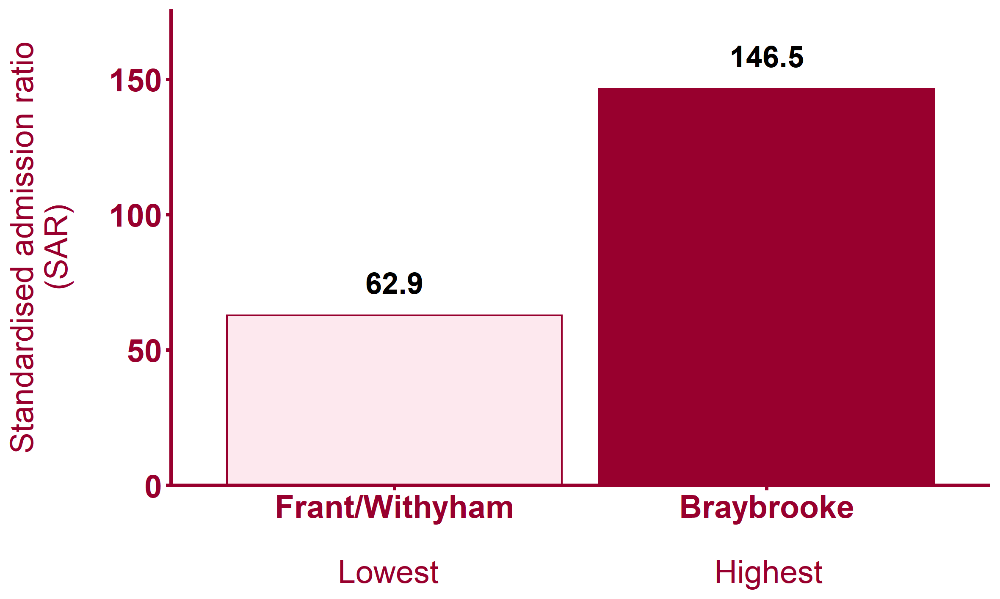 Standardised admission ratio
(SAR)
150
100
50
0
146.5
62.9
Frant/Withyham
Braybrooke
Lowest
Highest